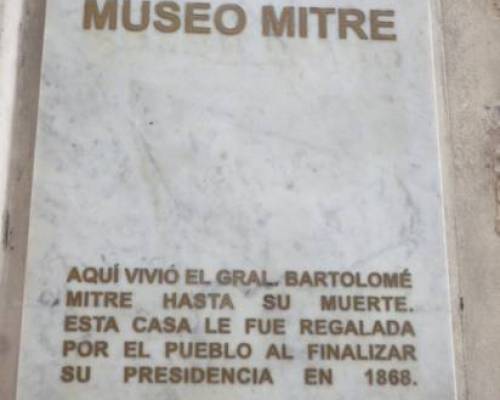 MUSEO MITRE
AQUÍ VIVIÓ EL GRAL. BARTOLOMÉ
MITRE HASTA SU MUERTE.
ESTA CASA LE FUE REGALADA
POR EL PUEBLO AL FINALIZAR
SU PRESIDENCIA EN 1868.